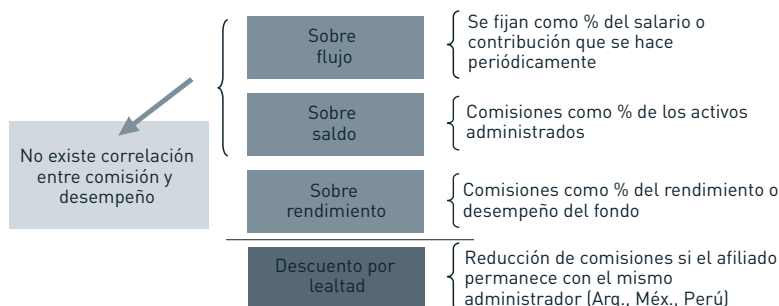 Sobre
flujo
Se fijan como % del salario o
contribución que se hace
periódicamente
Sobre
saldo
Comisiones como % de los activos
administrados
No existe correlación
entre comisión y
desempeño
Sobre
rendimiento
Comisiones como % del rendimiento o
desempeño del fondo
Descuento por
lealtad
Reducción de comisiones si el afiliado
permanece con el mismo
administrador (Arg., Méx., Perú)